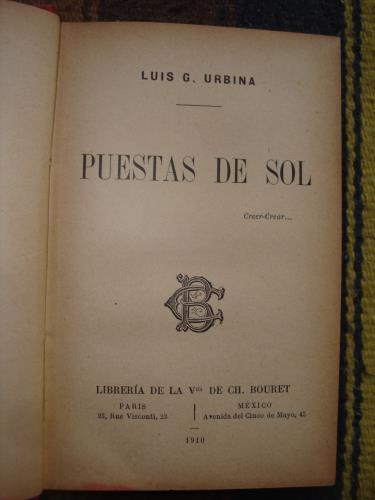 LUIS G. URBINA
PUESTAS DE SOL
Creer-Crear...
LIBRERÍA DE LA Vda DE CH. BOURET
PARIS
23, Rue Visconti, 23
MÉXICO
Avenida del Cinco de Mayo, 45
1910